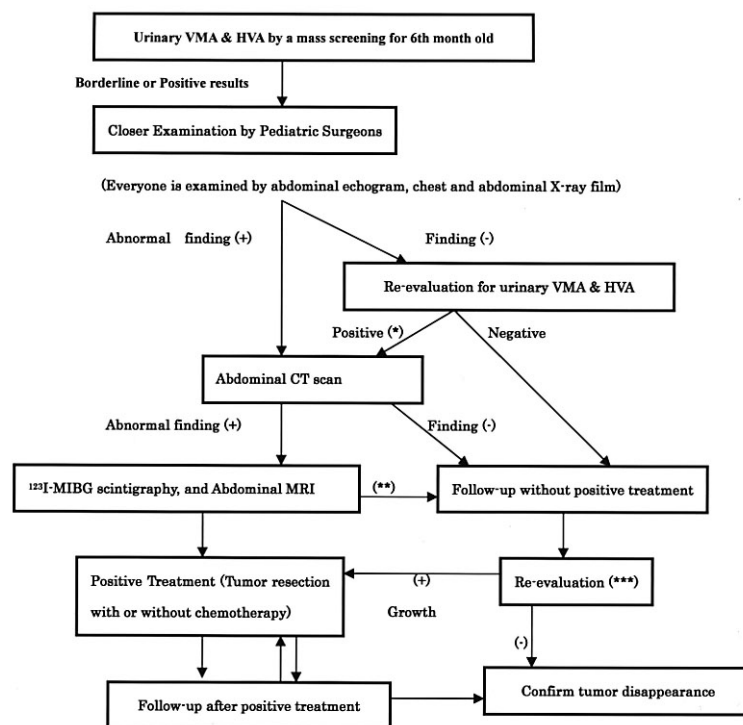 Urinary VMA & HVA by a mass screening for 6th month old
Borderline or Positive results
Closer Examination by Pediatric Surgeons
(Everyone is examined by abdominal echogram, chest and abdominal X-ray film)
Abnormal finding (+)
Finding (-)
Re-evaluation for urinary VMA & HVA
Positive (*)
Negative
Abdominal CT scan
Abnormal finding (+)
Finding (-)
¹²³I-MIBG scintigraphy, and Abdominal MRI
(**)
Follow-up without positive treatment
Positive Treatment (Tumor resection
with or without chemotherapy)
(+)
Growth
Re-evaluation (***)
(-)
Follow-up after positive treatment
Confirm tumor disappearance